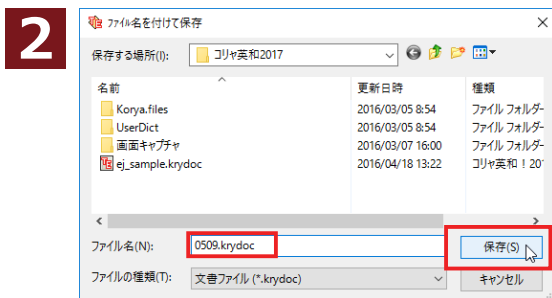 2
ファイル名を付けて保存
保存する場所(I): コリャ英和2017
名前 更新日時 種類
Korya.files 2016/03/05 8:54 ファイル フォルダー
UserDict 2016/03/05 8:54 ファイル フォルダー
画面キャプチャ 2016/03/07 16:00 ファイル フォルダー
ej_sample.krydoc 2016/04/18 13:22 コリャ英和！20
ファイル名(N): 0509.krydoc 保存(S)
ファイルの種類(T): 文書ファイル (*.krydoc) キャンセル